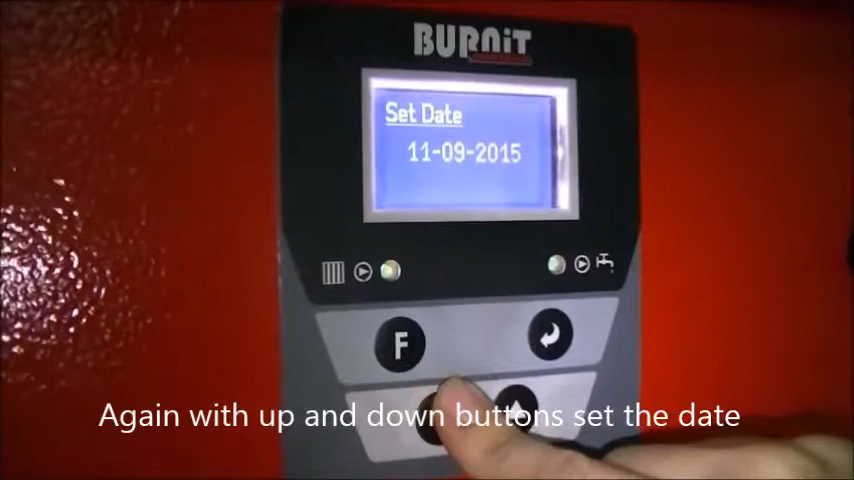 BURNiT
Set Date
11-09-2015
F
Again with up and down buttons set the date